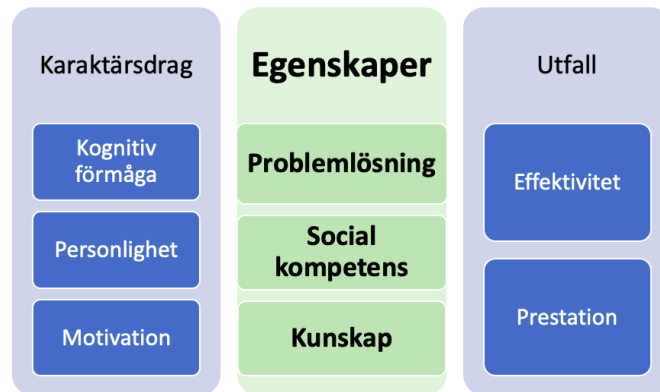 Karaktärsdrag
Kognitiv
förmåga
Personlighet
Motivation
Egenskaper
Problemlösning
Social
kompetens
Kunskap
Utfall
Effektivitet
Prestation